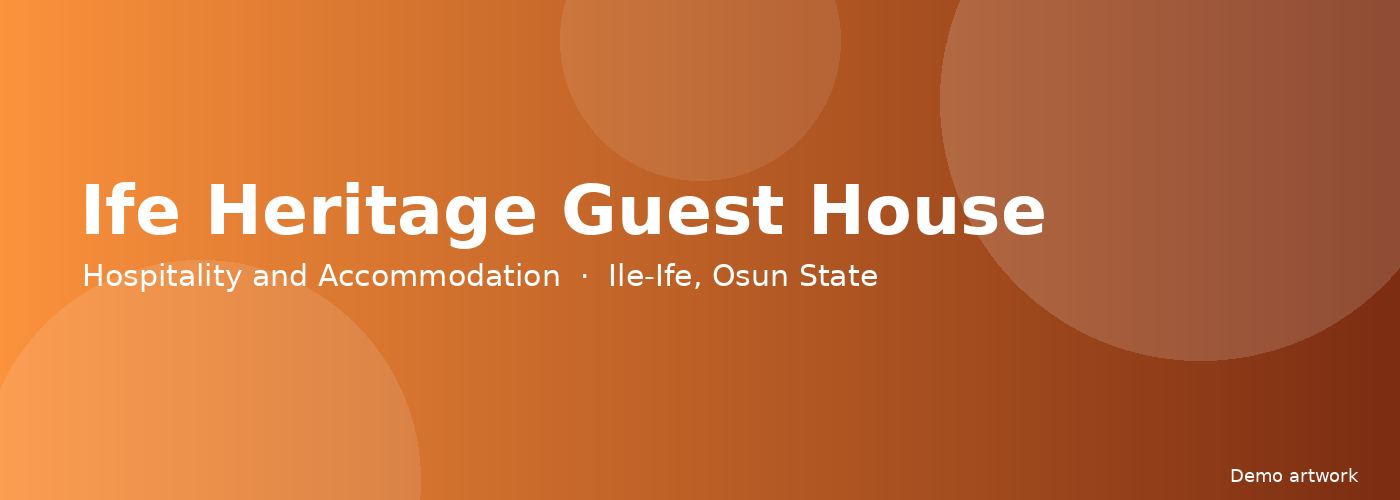 Ife Heritage Guest House
Hospitality and Accommodation · Ile-Ife, Osun State
Demo artwork